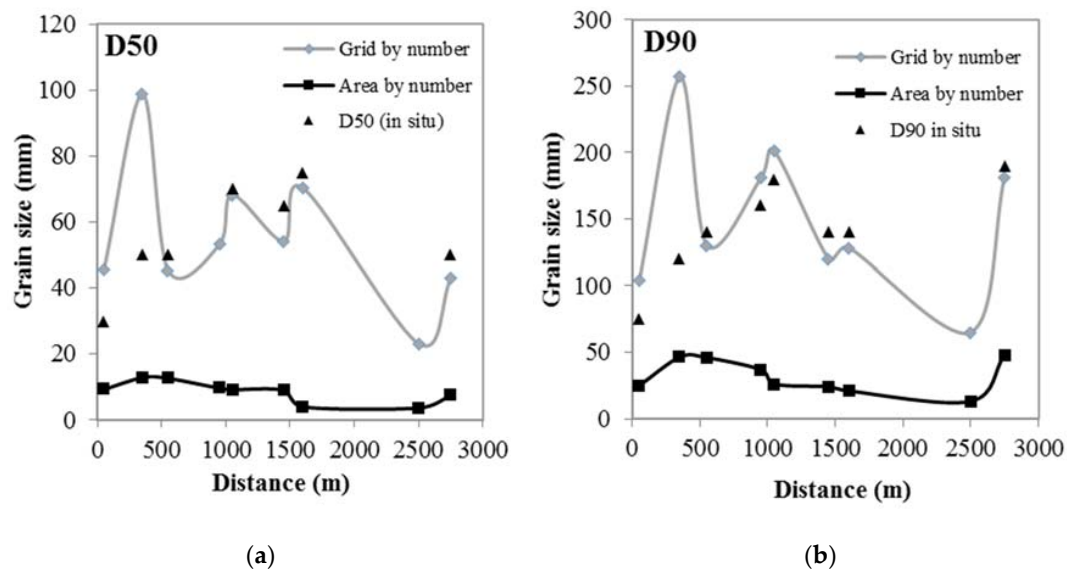 D50
Grid by number
Area by number
D50 (in situ)
Grain size (mm)
120
100
80
60
40
20
0
0 500 1000 1500 2000 2500 3000
Distance (m)
(a)
D90
Grid by number
Area by number
D90 in situ
Grain size (mm)
300
250
200
150
100
50
0
0 500 1000 1500 2000 2500 3000
Distance (m)
(b)